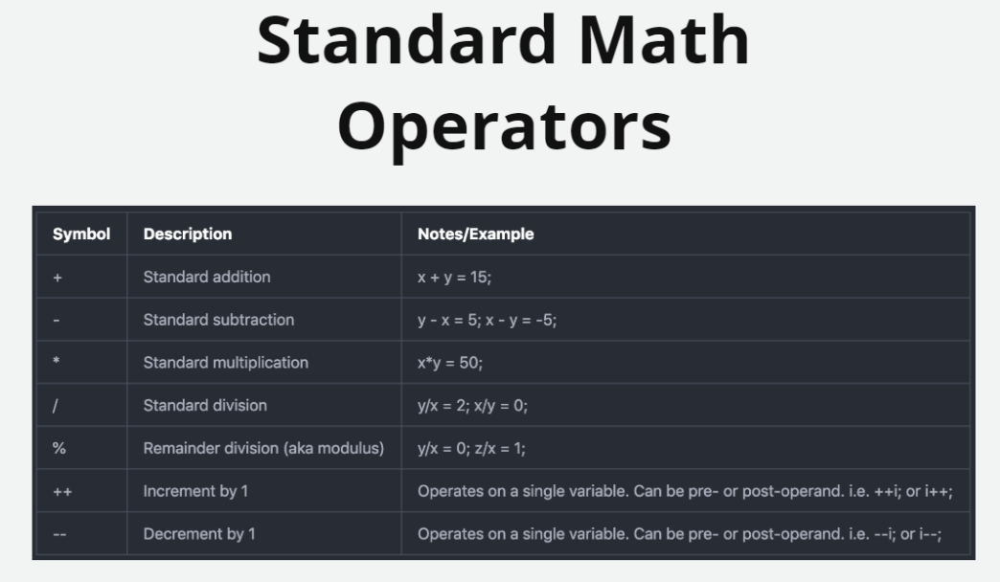 Standard Math
Operators
Symbol Description Notes/Example
+ Standard addition x + y = 15;
- Standard subtraction y - x = 5; x - y = -5;
* Standard multiplication x*y = 50;
/ Standard division y/x = 2; x/y = 0;
% Remainder division (aka modulus) y/x = 0; z/x = 1;
++ Increment by 1 Operates on a single variable. Can be pre- or post-operand. i.e. ++i; or i++;
-- Decrement by 1 Operates on a single variable. Can be pre- or post-operand. i.e. --i; or i--;